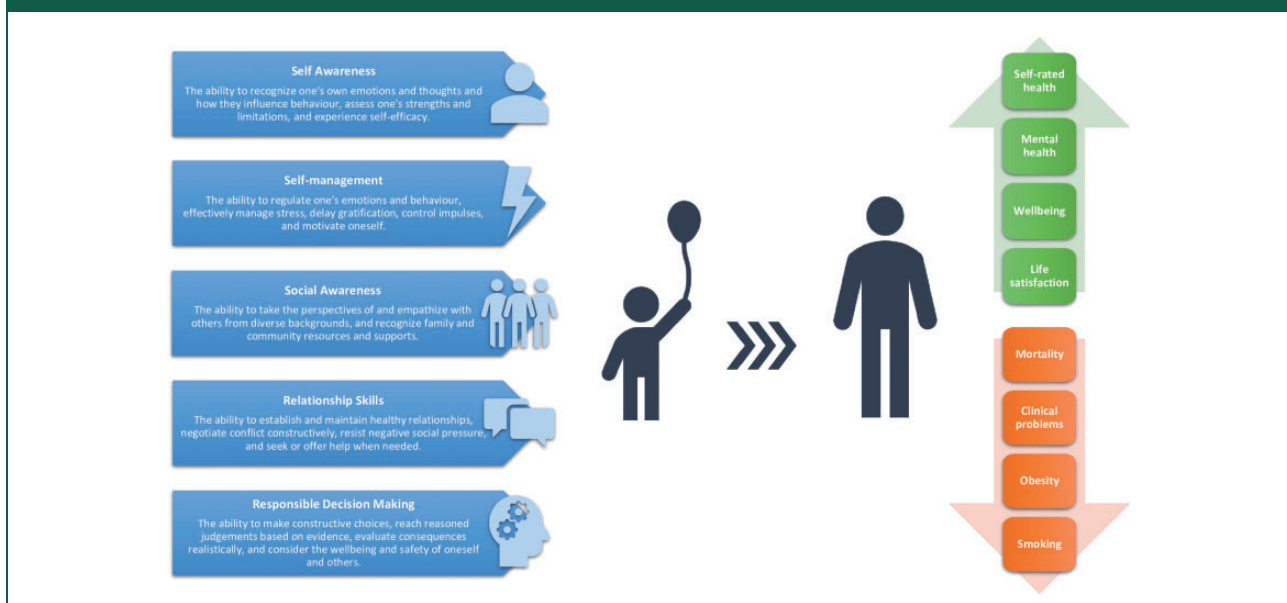 Self Awareness
The ability to recognize one's own emotions and thoughts and
how they influence behaviour, assess one's strengths and
limitations, and experience self-efficacy.
Self-management
The ability to regulate one's emotions and behaviour,
effectively manage stress, delay gratification, control impulses,
and motivate oneself.
Social Awareness
The ability to take the perspectives of and empathize with
others from diverse backgrounds, and recognize family and
community resources and supports.
Relationship Skills
The ability to establish and maintain healthy relationships,
negotiate conflict constructively, resist negative social pressure,
and seek or offer help when needed.
Responsible Decision Making
The ability to make constructive choices, reach reasoned
judgements based on evidence, evaluate consequences
realistically, and consider the wellbeing and safety of oneself
and others.
Self-rated
health
Mental
health
Wellbeing
Life
satisfaction
Mortality
Clinical
problems
Obesity
Smoking